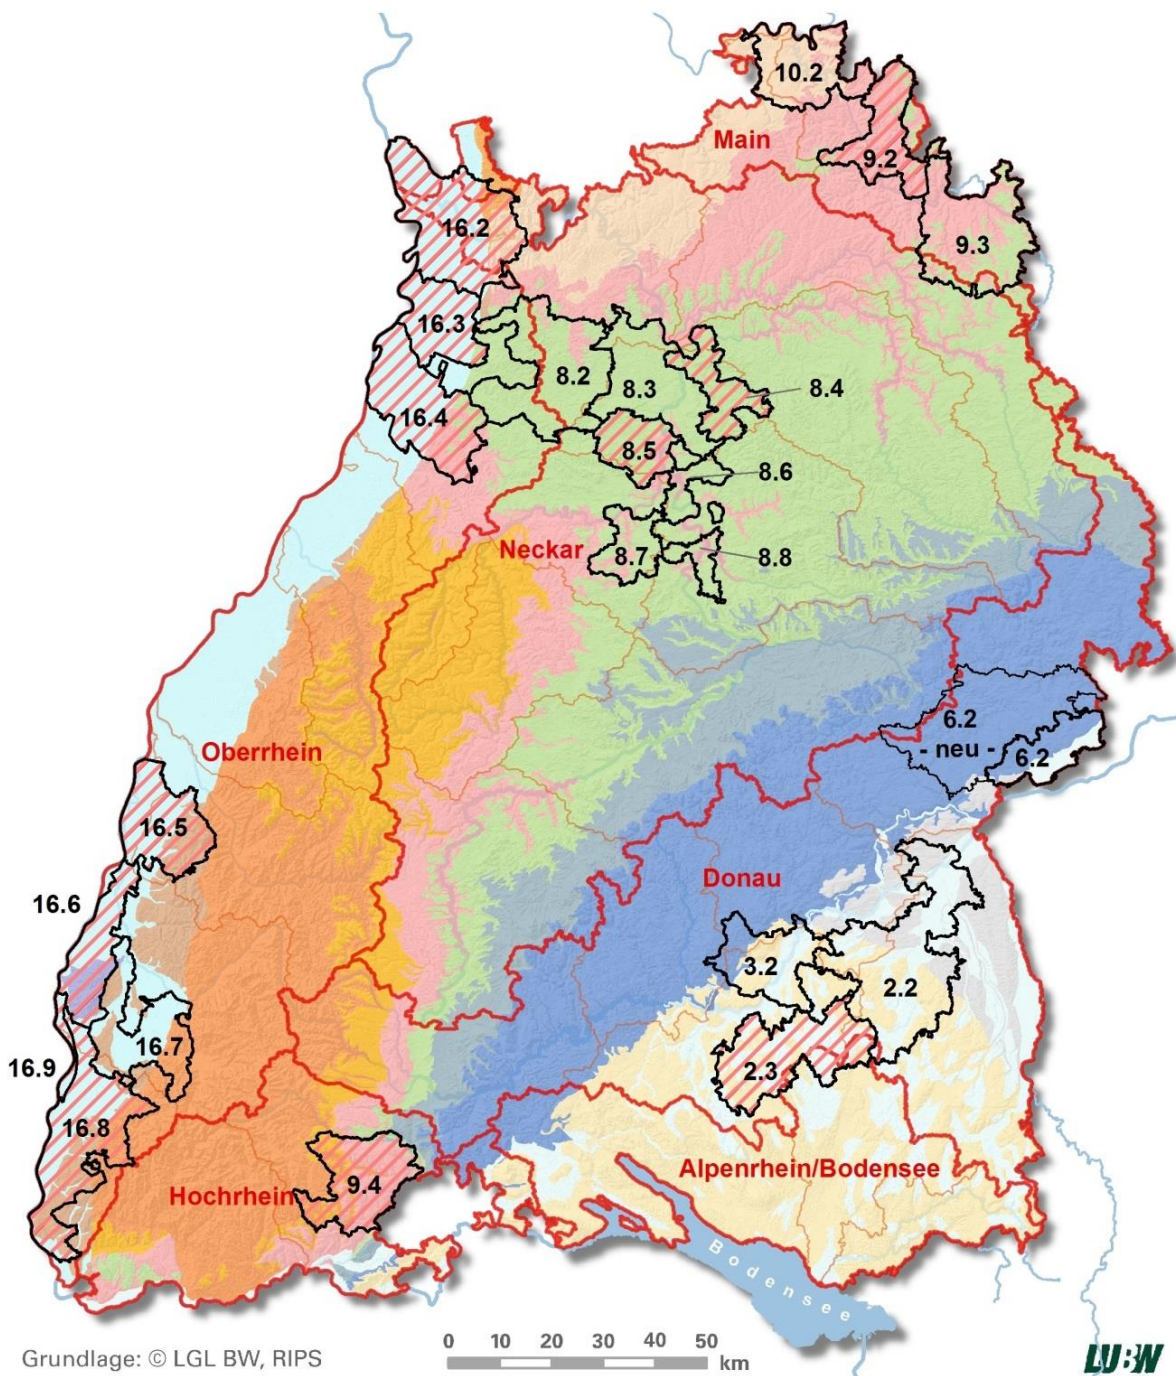 10.2
Main
9.2
16.2
9.3
16.3
8.2
8.3
8.4
16.4
8.5
8.6
Neckar
8.7
8.8
6.2
- neu -
6.2
Oberrhein
16.5
Donau
16.6
3.2
2.2
16.7
16.9
2.3
16.8
Alpenrhein/Bodensee
Hochrhein
9.4
Bodensee
0 10 20 30 40 50
km
Grundlage: © LGL BW, RIPS
LUBW